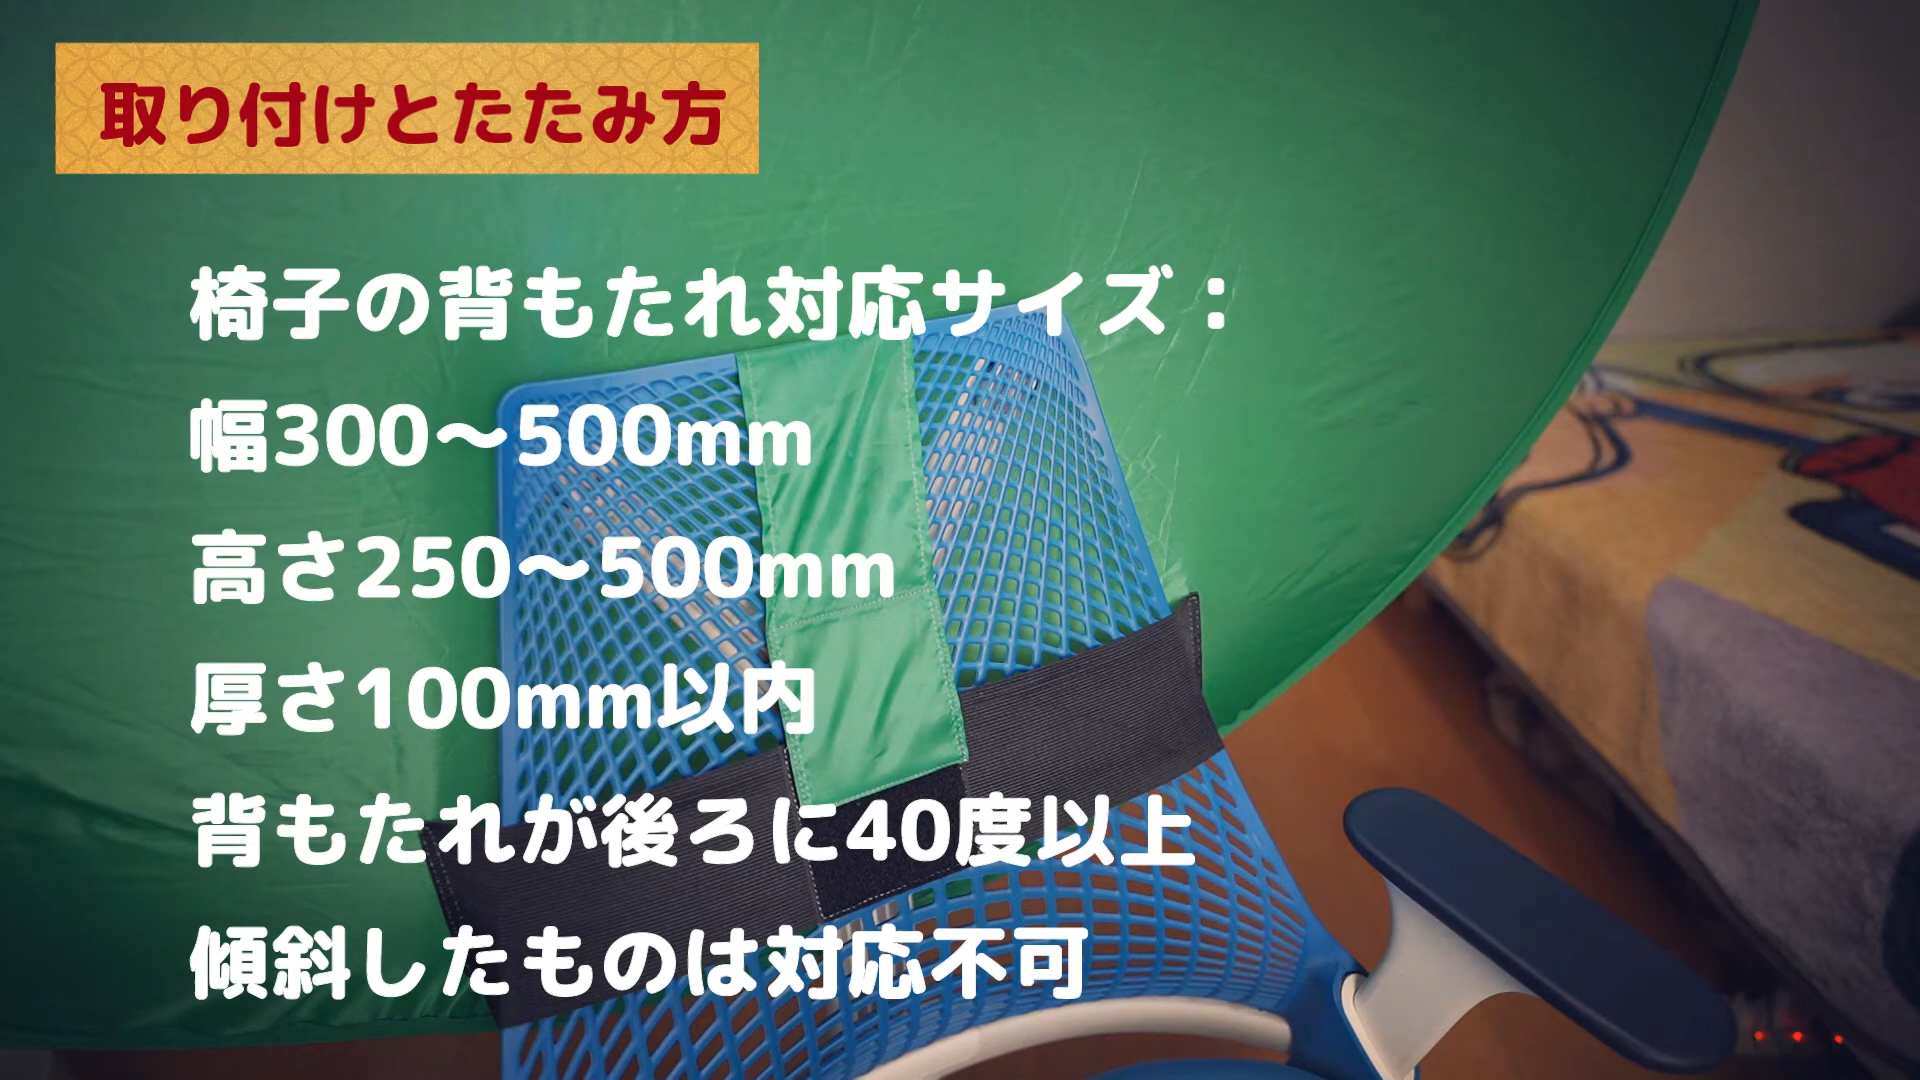 取り付けとたたみ方
椅子の背もたれ対応サイズ：
幅300～500mm
高さ250～500mm
厚さ100mm以内
背もたれが後ろに40度以上
傾斜したものは対応不可